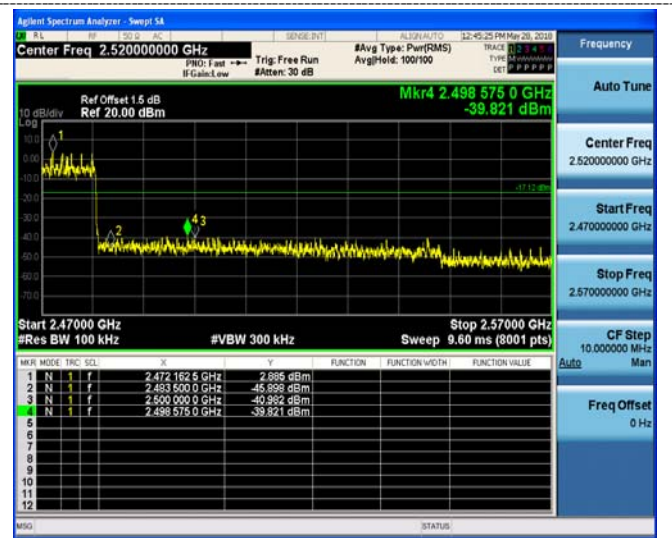 Agilent Spectrum Analyzer - Swept SA
RL RF 50 Ω AC SENSE:INT ALIGNAUTO 12:45:25 PM May 28, 2018
Center Freq 2.520000000 GHz
PNO: Fast
IFGain:Low
Trig: Free Run
#Atten: 30 dB
#Avg Type: Pwr(RMS)
Avg|Hold: 100/100
TRACE 1 2 3 4 5 6
TYPE
DET P P P P P P
Frequency
Auto Tune
Center Freq
2.520000000 GHz
Start Freq
2.470000000 GHz
Stop Freq
2.570000000 GHz
CF Step
10.000000 MHz
Auto Man
Freq Offset
0 Hz
Mkr4 2.498 575 0 GHz
-39.821 dBm
Ref Offset 1.5 dB
10 dB/div Ref 20.00 dBm
Log
10.0
0.00
-10.0
-20.0
-30.0
-40.0
-50.0
-60.0
-70.0
1
2
4 3
-17.12 dBm
Start 2.47000 GHz Stop 2.57000 GHz
#Res BW 100 kHz #VBW 300 kHz Sweep 9.60 ms (8001 pts)
MKR MODE TRC SCL X Y FUNCTION FUNCTION WIDTH FUNCTION VALUE
1 N 1 f 2.472 162 5 GHz 2.885 dBm
2 N 1 f 2.483 500 0 GHz -45.898 dBm
3 N 1 f 2.500 000 0 GHz -40.982 dBm
4 N 1 f 2.498 575 0 GHz -39.821 dBm
5
6
7
8
9
10
11
12
MSG STATUS